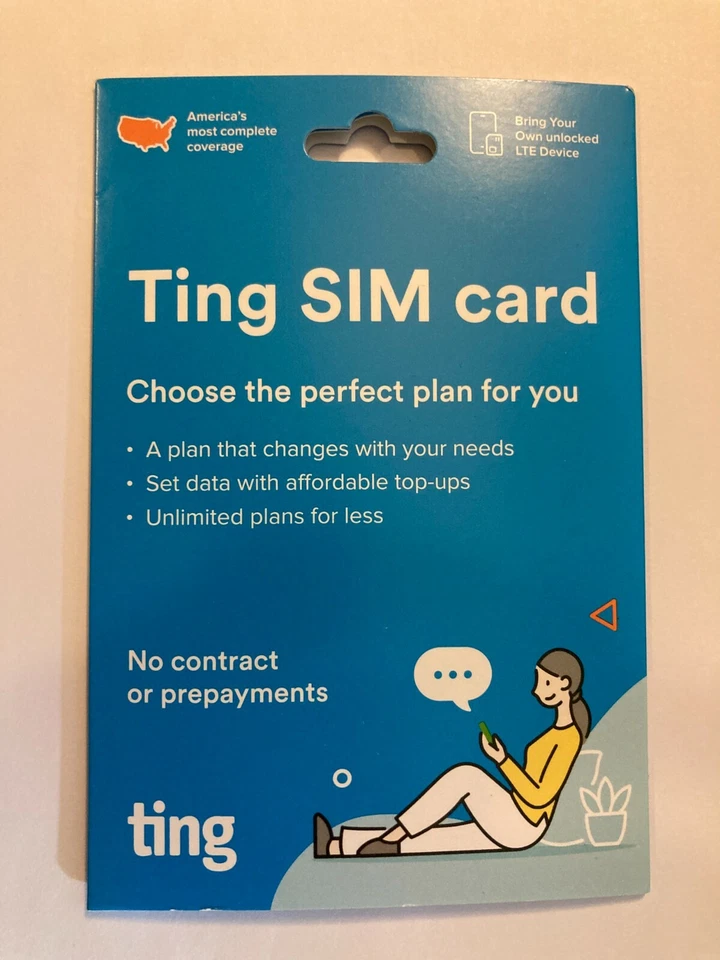 America's
most complete
coverage
Bring Your
Own unlocked
LTE Device
Ting SIM card
Choose the perfect plan for you
• A plan that changes with your needs
• Set data with affordable top-ups
• Unlimited plans for less
No contract
or prepayments
ting